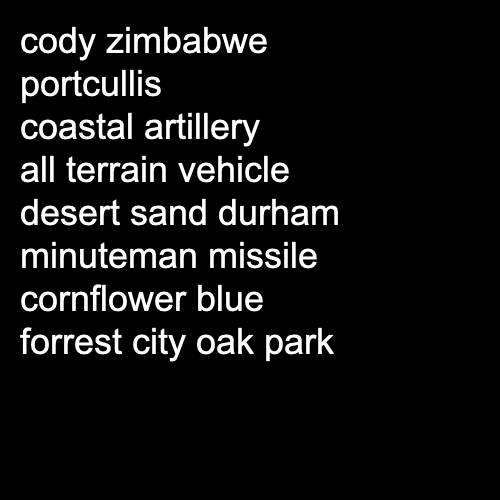 cody zimbabwe
portcullis
coastal artillery
all terrain vehicle
desert sand durham
minuteman missile
cornflower blue
forrest city oak park